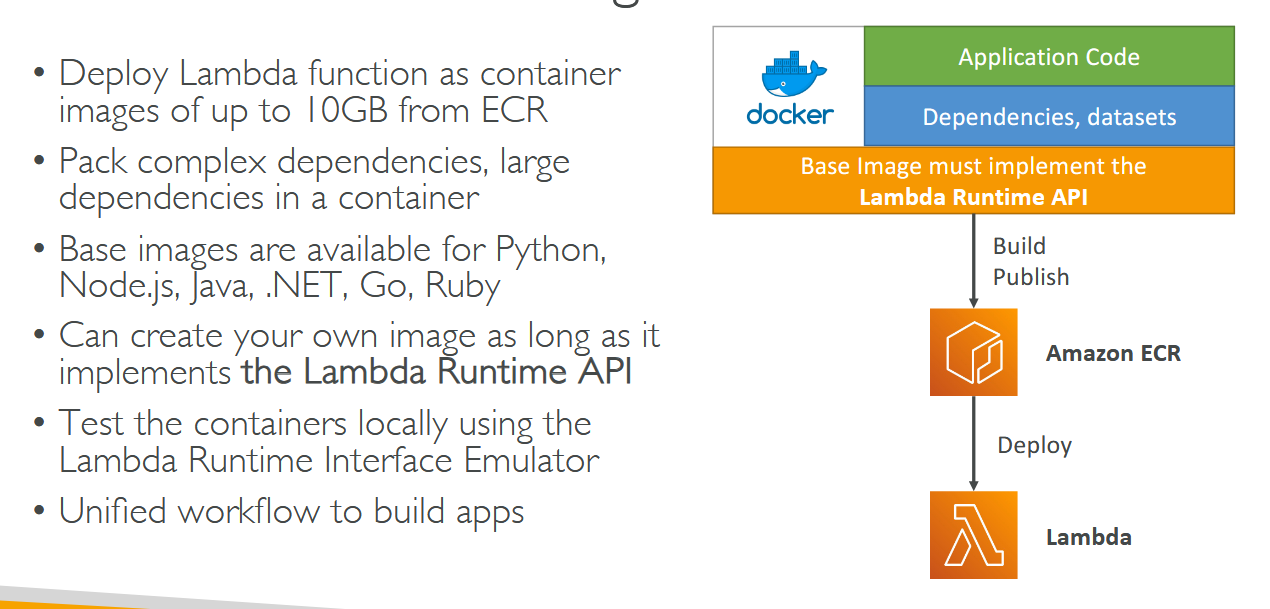 • Deploy Lambda function as container
images of up to 10GB from ECR
• Pack complex dependencies, large
dependencies in a container
• Base images are available for Python,
Node.js, Java, .NET, Go, Ruby
• Can create your own image as long as it
implements the Lambda Runtime API
• Test the containers locally using the
Lambda Runtime Interface Emulator
• Unified workflow to build apps
docker
Application Code
Dependencies, datasets
Base Image must implement the
Lambda Runtime API
Build
Publish
Amazon ECR
Deploy
Lambda